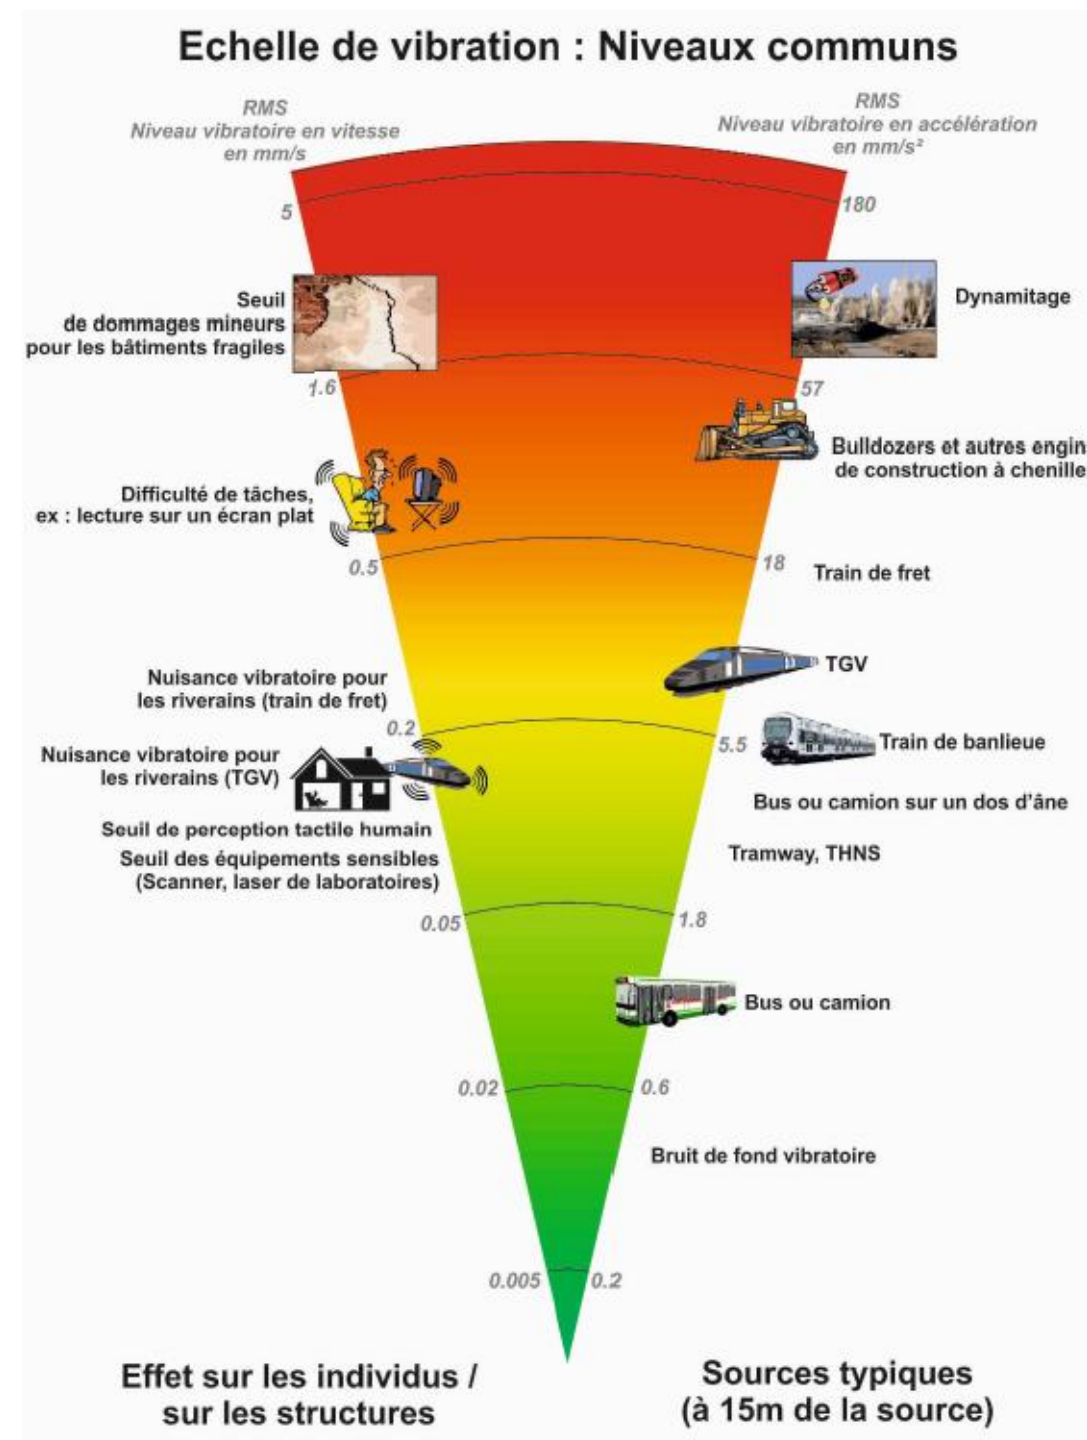 Echelle de vibration : Niveaux communs
RMS
Niveau vibratoire en vitesse
en mm/s
RMS
Niveau vibratoire en accélération
en mm/s²
5
180
Seuil
de dommages mineurs
pour les bâtiments fragiles
Dynamitage
1.6
57
Bulldozers et autres engin
de construction à chenille
Difficulté de tâches,
ex : lecture sur un écran plat
0.5
18
Train de fret
TGV
Nuisance vibratoire pour
les riverains (train de fret)
0.2
5.5
Train de banlieue
Nuisance vibratoire pour
les riverains (TGV)
Bus ou camion sur un dos d'âne
Seuil de perception tactile humain
Tramway, THNS
Seuil des équipements sensibles
(Scanner, laser de laboratoires)
0.05
1.8
Bus ou camion
0.02
0.6
Bruit de fond vibratoire
0.005
0.2
Effet sur les individus /
sur les structures
Sources typiques
(à 15m de la source)